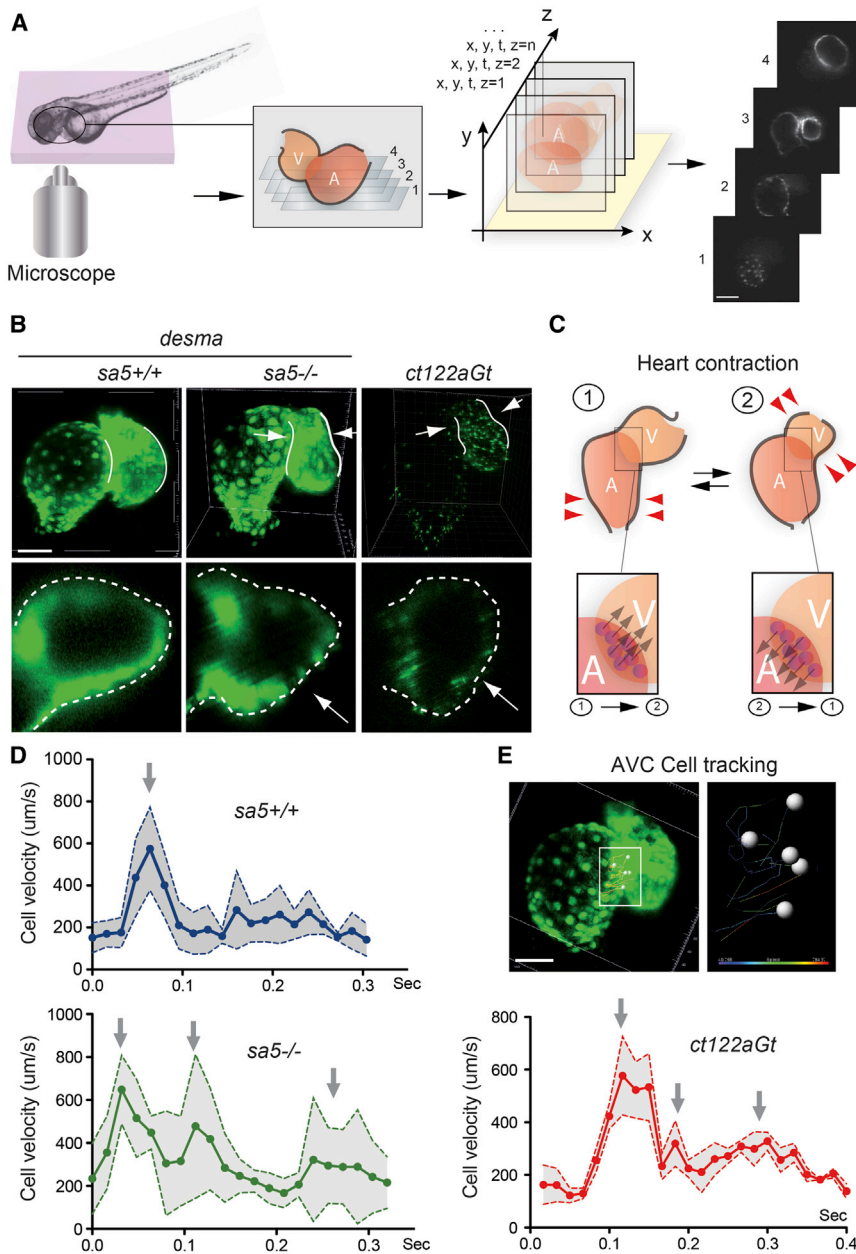 A
z
...
x, y, t, z=n
x, y, t, z=2
x, y, t, z=1
y
x
V
A
4
3
2
1
A
V
A
4
3
2
1
Microscope
B
desma
sa5+/+
sa5-/-
ct122aGt
C
Heart contraction
1
2
V
A
V
A
V
A
V
A
1
2
2
1
D
1000
800
600
400
200
0
Cell velocity (um/s)
sa5+/+
0.0
0.1
0.2
0.3
Sec
1000
800
600
400
200
0
Cell velocity (um/s)
sa5-/-
0.0
0.1
0.2
0.3
Sec
E
AVC Cell tracking
800
600
400
200
0
Cell velocity (um/s)
ct122aGt
0.0
0.1
0.2
0.3
0.4
Sec